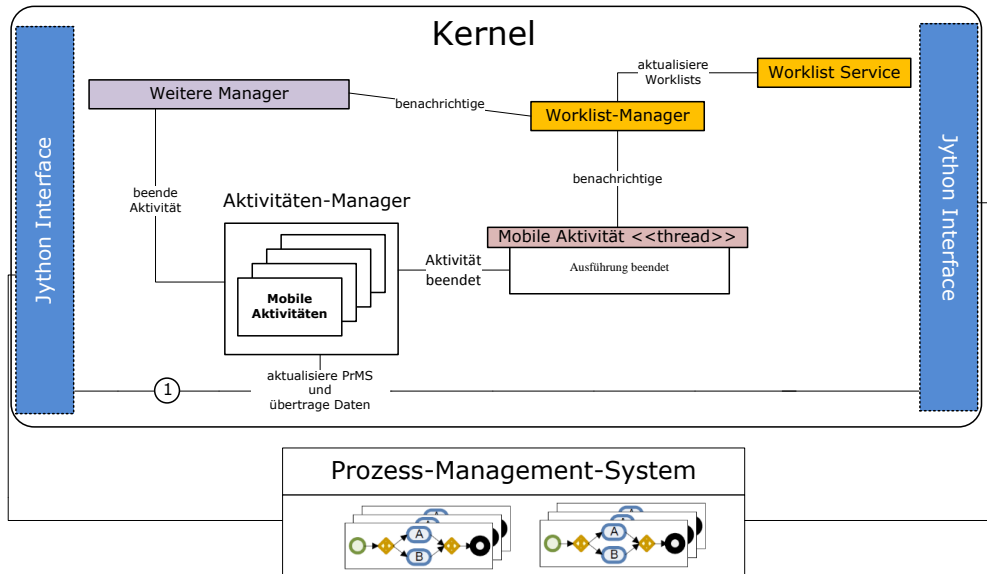 Kernel
Jython Interface
Jython Interface
aktualisiere
Worklists
Worklist Service
Weitere Manager
benachrichtige
Worklist-Manager
beende
Aktivität
benachrichtige
Aktivitäten-Manager
Mobile Aktivität <<thread>>
Ausführung beendet
Aktivität
beendet
Mobile
Aktivitäten
1
aktualisiere PrMS
und
übertrage Daten
Prozess-Management-System
A
B
A
B